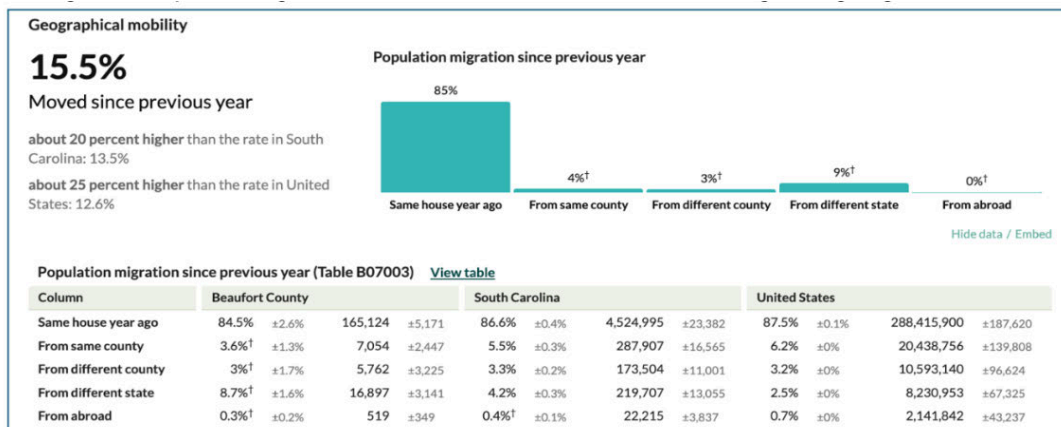 Geographical mobility
15.5%
Moved since previous year
about 20 percent higher than the rate in South
Carolina: 13.5%
about 25 percent higher than the rate in United
States: 12.6%
Population migration since previous year
85%
4%†
3%†
9%†
0%†
Same house year ago From same county From different county From different state From abroad
Hide data / Embed
Population migration since previous year (Table B07003) View table
Column Beaufort County South Carolina United States
Same house year ago 84.5% ±2.6% 165,124 ±5,171 86.6% ±0.4% 4,524,995 ±23,382 87.5% ±0.1% 288,415,900 ±187,620
From same county 3.6%† ±1.3% 7,054 ±2,447 5.5% ±0.3% 287,907 ±16,565 6.2% ±0% 20,438,756 ±139,808
From different county 3%† ±1.7% 5,762 ±3,225 3.3% ±0.2% 173,504 ±11,001 3.2% ±0% 10,593,140 ±96,624
From different state 8.7%† ±1.6% 16,897 ±3,141 4.2% ±0.3% 219,707 ±13,055 2.5% ±0% 8,230,953 ±67,325
From abroad 0.3%† ±0.2% 519 ±349 0.4%† ±0.1% 22,215 ±3,837 0.7% ±0% 2,141,842 ±43,237